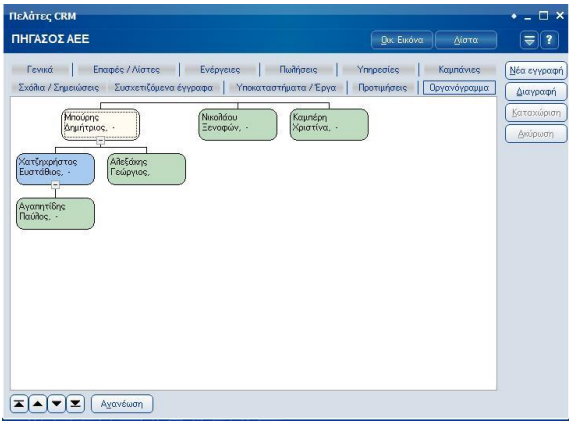 Πελάτες CRM
ΠΗΓΑΣΟΣ ΑΕΕ
Οικ. Εικόνα
Λίστα
?
Γενικά
Επαφές / Λίστες
Ενέργειες
Πωλήσεις
Υπηρεσίες
Καμπάνιες
Νέα εγγραφή
Σχόλια / Σημειώσεις
Συσχετιζόμενα έγγραφα
Υποκαταστήματα / Έργα
Προτιμήσεις
Οργανόγραμμα
Διαγραφή
Καταχώριση
Ακύρωση
Μπούρης
Δημήτριος, -
Νικολάου
Ξενοφών, -
Καμπέρη
Χριστίνα, -
Χατζηχρήστος
Ευστάθιος, -
Αλεξάκης
Γεώργιος,
Αγαπητίδης
Παύλος, -
Ανανέωση